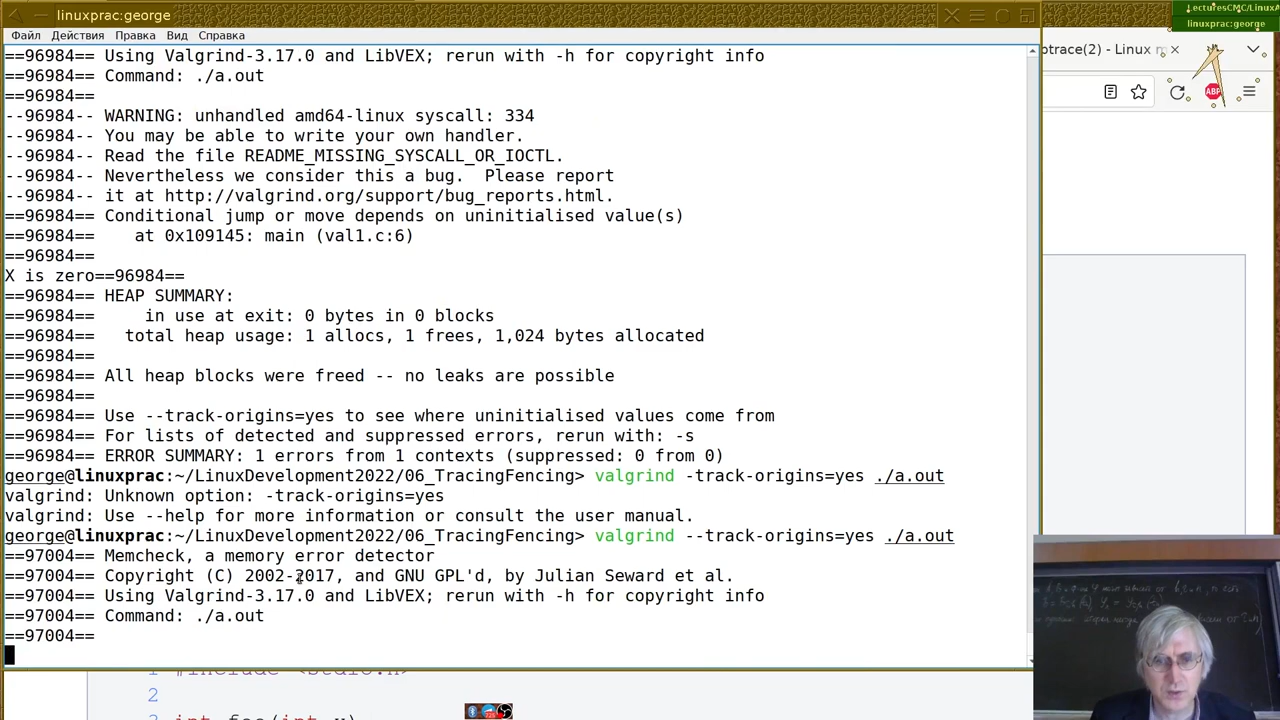 linuxprac:george
.LecturesCMC/LinuxA
linuxprac:george
Файл Действия Правка Вид Справка
ptrace(2) - Linux m
ABP
==96984== Using Valgrind-3.17.0 and LibVEX; rerun with -h for copyright info
==96984== Command: ./a.out
==96984==
--96984-- WARNING: unhandled amd64-linux syscall: 334
--96984-- You may be able to write your own handler.
--96984-- Read the file README_MISSING_SYSCALL_OR_IOCTL.
--96984-- Nevertheless we consider this a bug.  Please report
--96984-- it at http://valgrind.org/support/bug_reports.html.
==96984== Conditional jump or move depends on uninitialised value(s)
==96984==    at 0x109145: main (val1.c:6)
==96984==
X is zero==96984==
==96984== HEAP SUMMARY:
==96984==     in use at exit: 0 bytes in 0 blocks
==96984==   total heap usage: 1 allocs, 1 frees, 1,024 bytes allocated
==96984==
==96984== All heap blocks were freed -- no leaks are possible
==96984==
==96984== Use --track-origins=yes to see where uninitialised values come from
==96984== For lists of detected and suppressed errors, rerun with: -s
==96984== ERROR SUMMARY: 1 errors from 1 contexts (suppressed: 0 from 0)
george@linuxprac:~/LinuxDevelopment2022/06_TracingFencing> valgrind -track-origins=yes ./a.out
valgrind: Unknown option: -track-origins=yes
valgrind: Use --help for more information or consult the user manual.
george@linuxprac:~/LinuxDevelopment2022/06_TracingFencing> valgrind --track-origins=yes ./a.out
==97004== Memcheck, a memory error detector
==97004== Copyright (C) 2002-2017, and GNU GPL'd, by Julian Seward et al.
==97004== Using Valgrind-3.17.0 and LibVEX; rerun with -h for copyright info
==97004== Command: ./a.out
==97004==
1 #include <stdio.h>
2
3 int foo(int x)